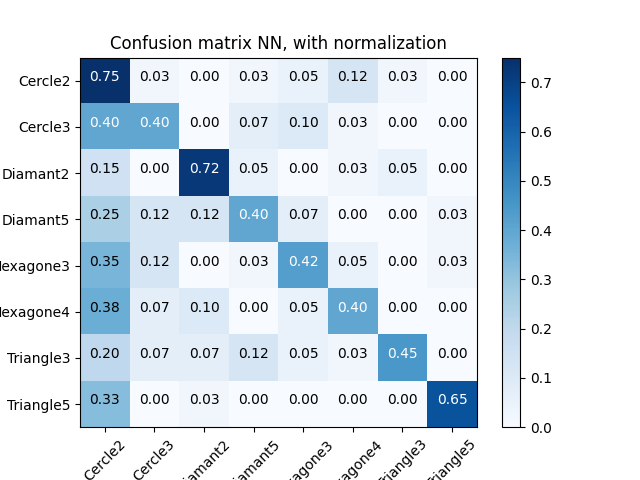 Confusion matrix NN, with normalization
Cercle2 0.75 0.03 0.00 0.03 0.05 0.12 0.03 0.00
Cercle3 0.40 0.40 0.00 0.07 0.10 0.03 0.00 0.00
Diamant2 0.15 0.00 0.72 0.05 0.00 0.03 0.05 0.00
Diamant5 0.25 0.12 0.12 0.40 0.07 0.00 0.00 0.03
exagone3 0.35 0.12 0.00 0.03 0.42 0.05 0.00 0.03
exagone4 0.38 0.07 0.10 0.00 0.05 0.40 0.00 0.00
Triangle3 0.20 0.07 0.07 0.12 0.05 0.03 0.45 0.00
Triangle5 0.33 0.00 0.03 0.00 0.00 0.00 0.00 0.65
Cercle2 Cercle3 iamant2 iamant5 xagone3 xagone4 Triangle3 Triangle5
0.7
0.6
0.5
0.4
0.3
0.2
0.1
0.0